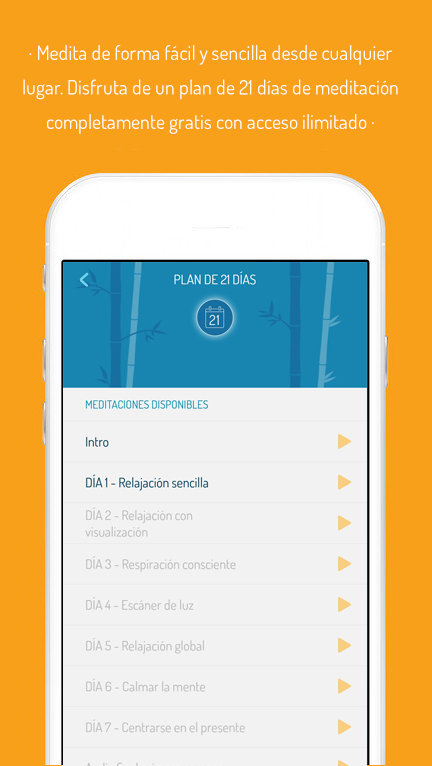 · Medita de forma fácil y sencilla desde cualquier
lugar. Disfruta de un plan de 21 días de meditación
completamente gratis con acceso ilimitado ·
PLAN DE 21 DÍAS
21
MEDITACIONES DISPONIBLES
Intro
DÍA 1 - Relajación sencilla
DÍA 2 - Relajación con
visualización
DÍA 3 - Respiración consciente
DÍA 4 - Escáner de luz
DÍA 5 - Relajación global
DÍA 6 - Calmar la mente
DÍA 7 - Centrarse en el presente